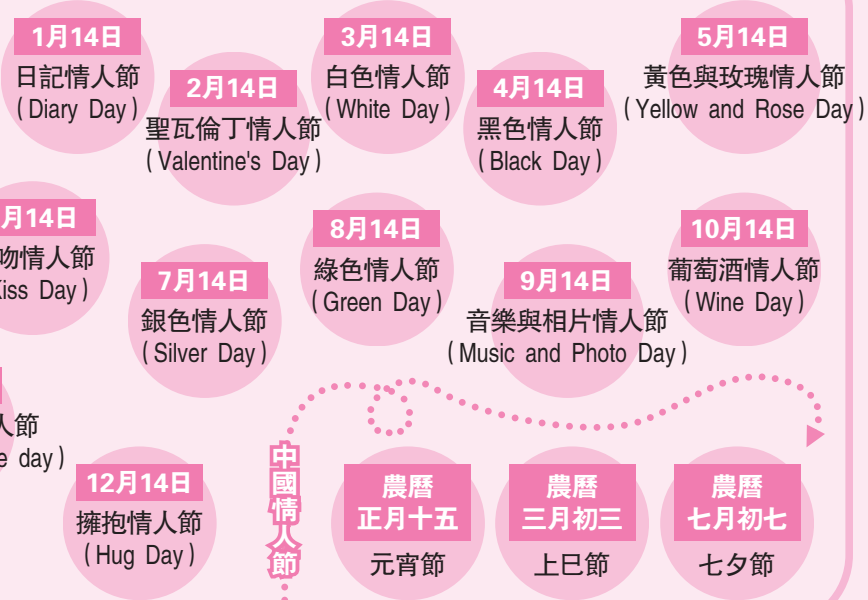 1月14日
日記情人節
(Diary Day)
2月14日
聖瓦倫丁情人節
(Valentine's Day)
3月14日
白色情人節
(White Day)
4月14日
黑色情人節
(Black Day)
5月14日
黃色與玫瑰情人節
(Yellow and Rose Day)
月14日
吻情人節
iss Day)
7月14日
銀色情人節
(Silver Day)
8月14日
綠色情人節
(Green Day)
9月14日
音樂與相片情人節
(Music and Photo Day)
10月14日
葡萄酒情人節
(Wine Day)
人節
e day)
12月14日
擁抱情人節
(Hug Day)
中國情人節
農曆
正月十五
元宵節
農曆
三月初三
上巳節
農曆
七月初七
七夕節